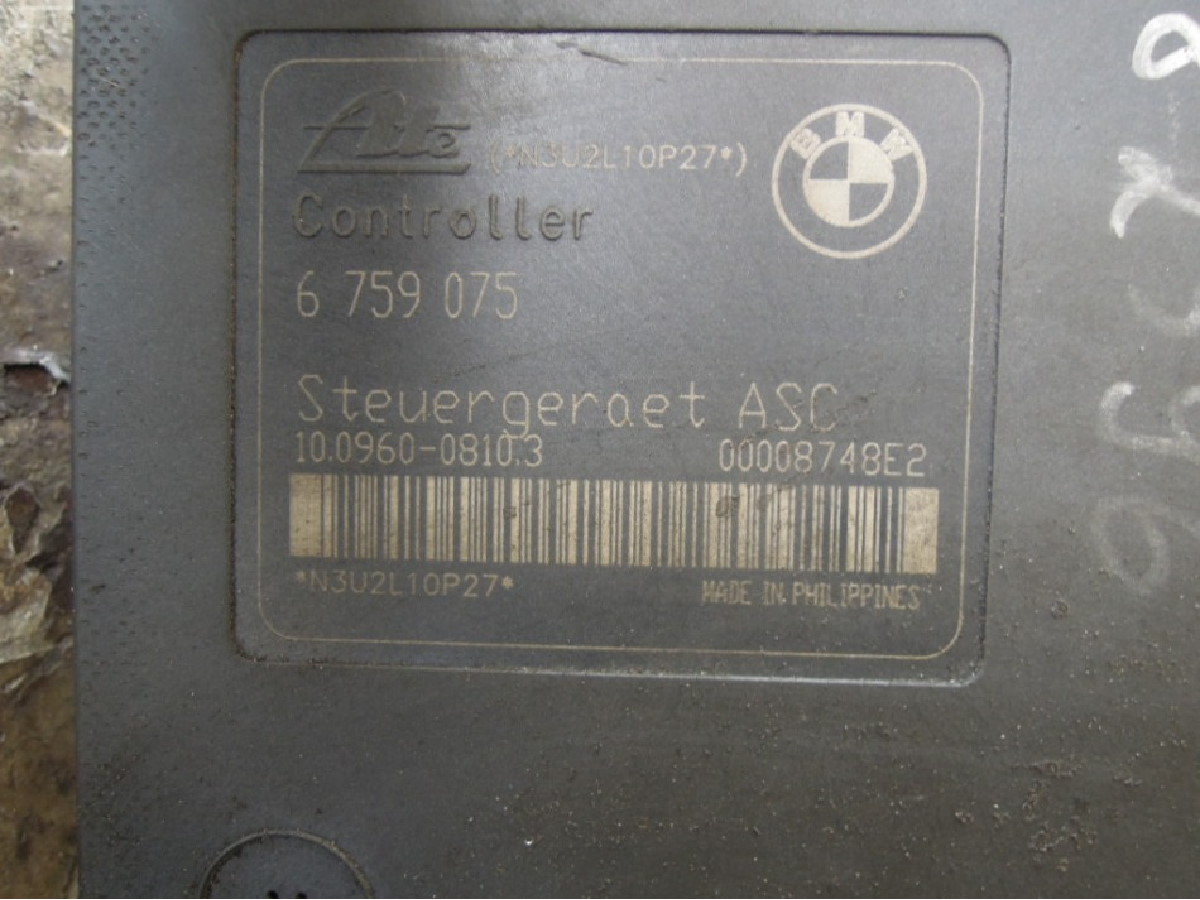 Ate (*N3U2L10P27*)
BMW
Controller
6 759 075
Steuergeraet ASC
10.0960-0810.3 00008748E2
*N3U2L10P27* MADE IN PHILIPPINES